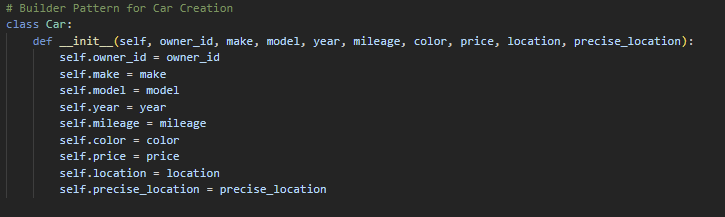 # Builder Pattern for Car Creation
class Car:
    def __init__(self, owner_id, make, model, year, mileage, color, price, location, precise_location):
        self.owner_id = owner_id
        self.make = make
        self.model = model
        self.year = year
        self.mileage = mileage
        self.color = color
        self.price = price
        self.location = location
        self.precise_location = precise_location